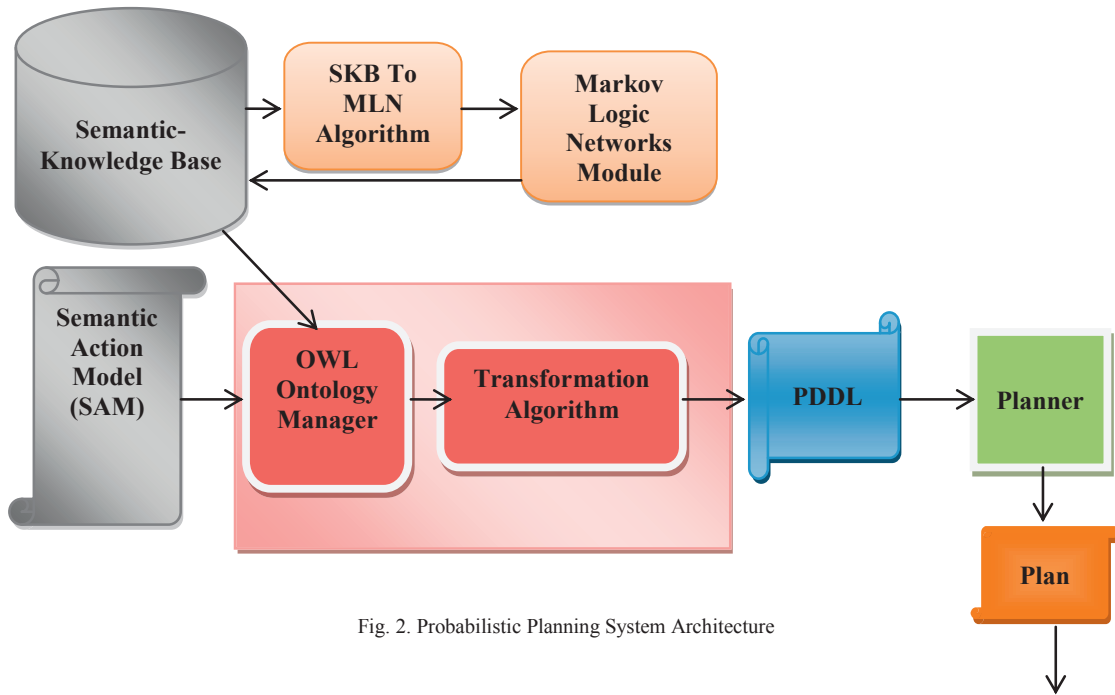 Semantic-
Knowledge Base
SKB To
MLN
Algorithm
Markov
Logic
Networks
Module
Semantic
Action
Model
(SAM)
OWL
Ontology
Manager
Transformation
Algorithm
PDDL
Planner
Plan
Fig. 2. Probabilistic Planning System Architecture